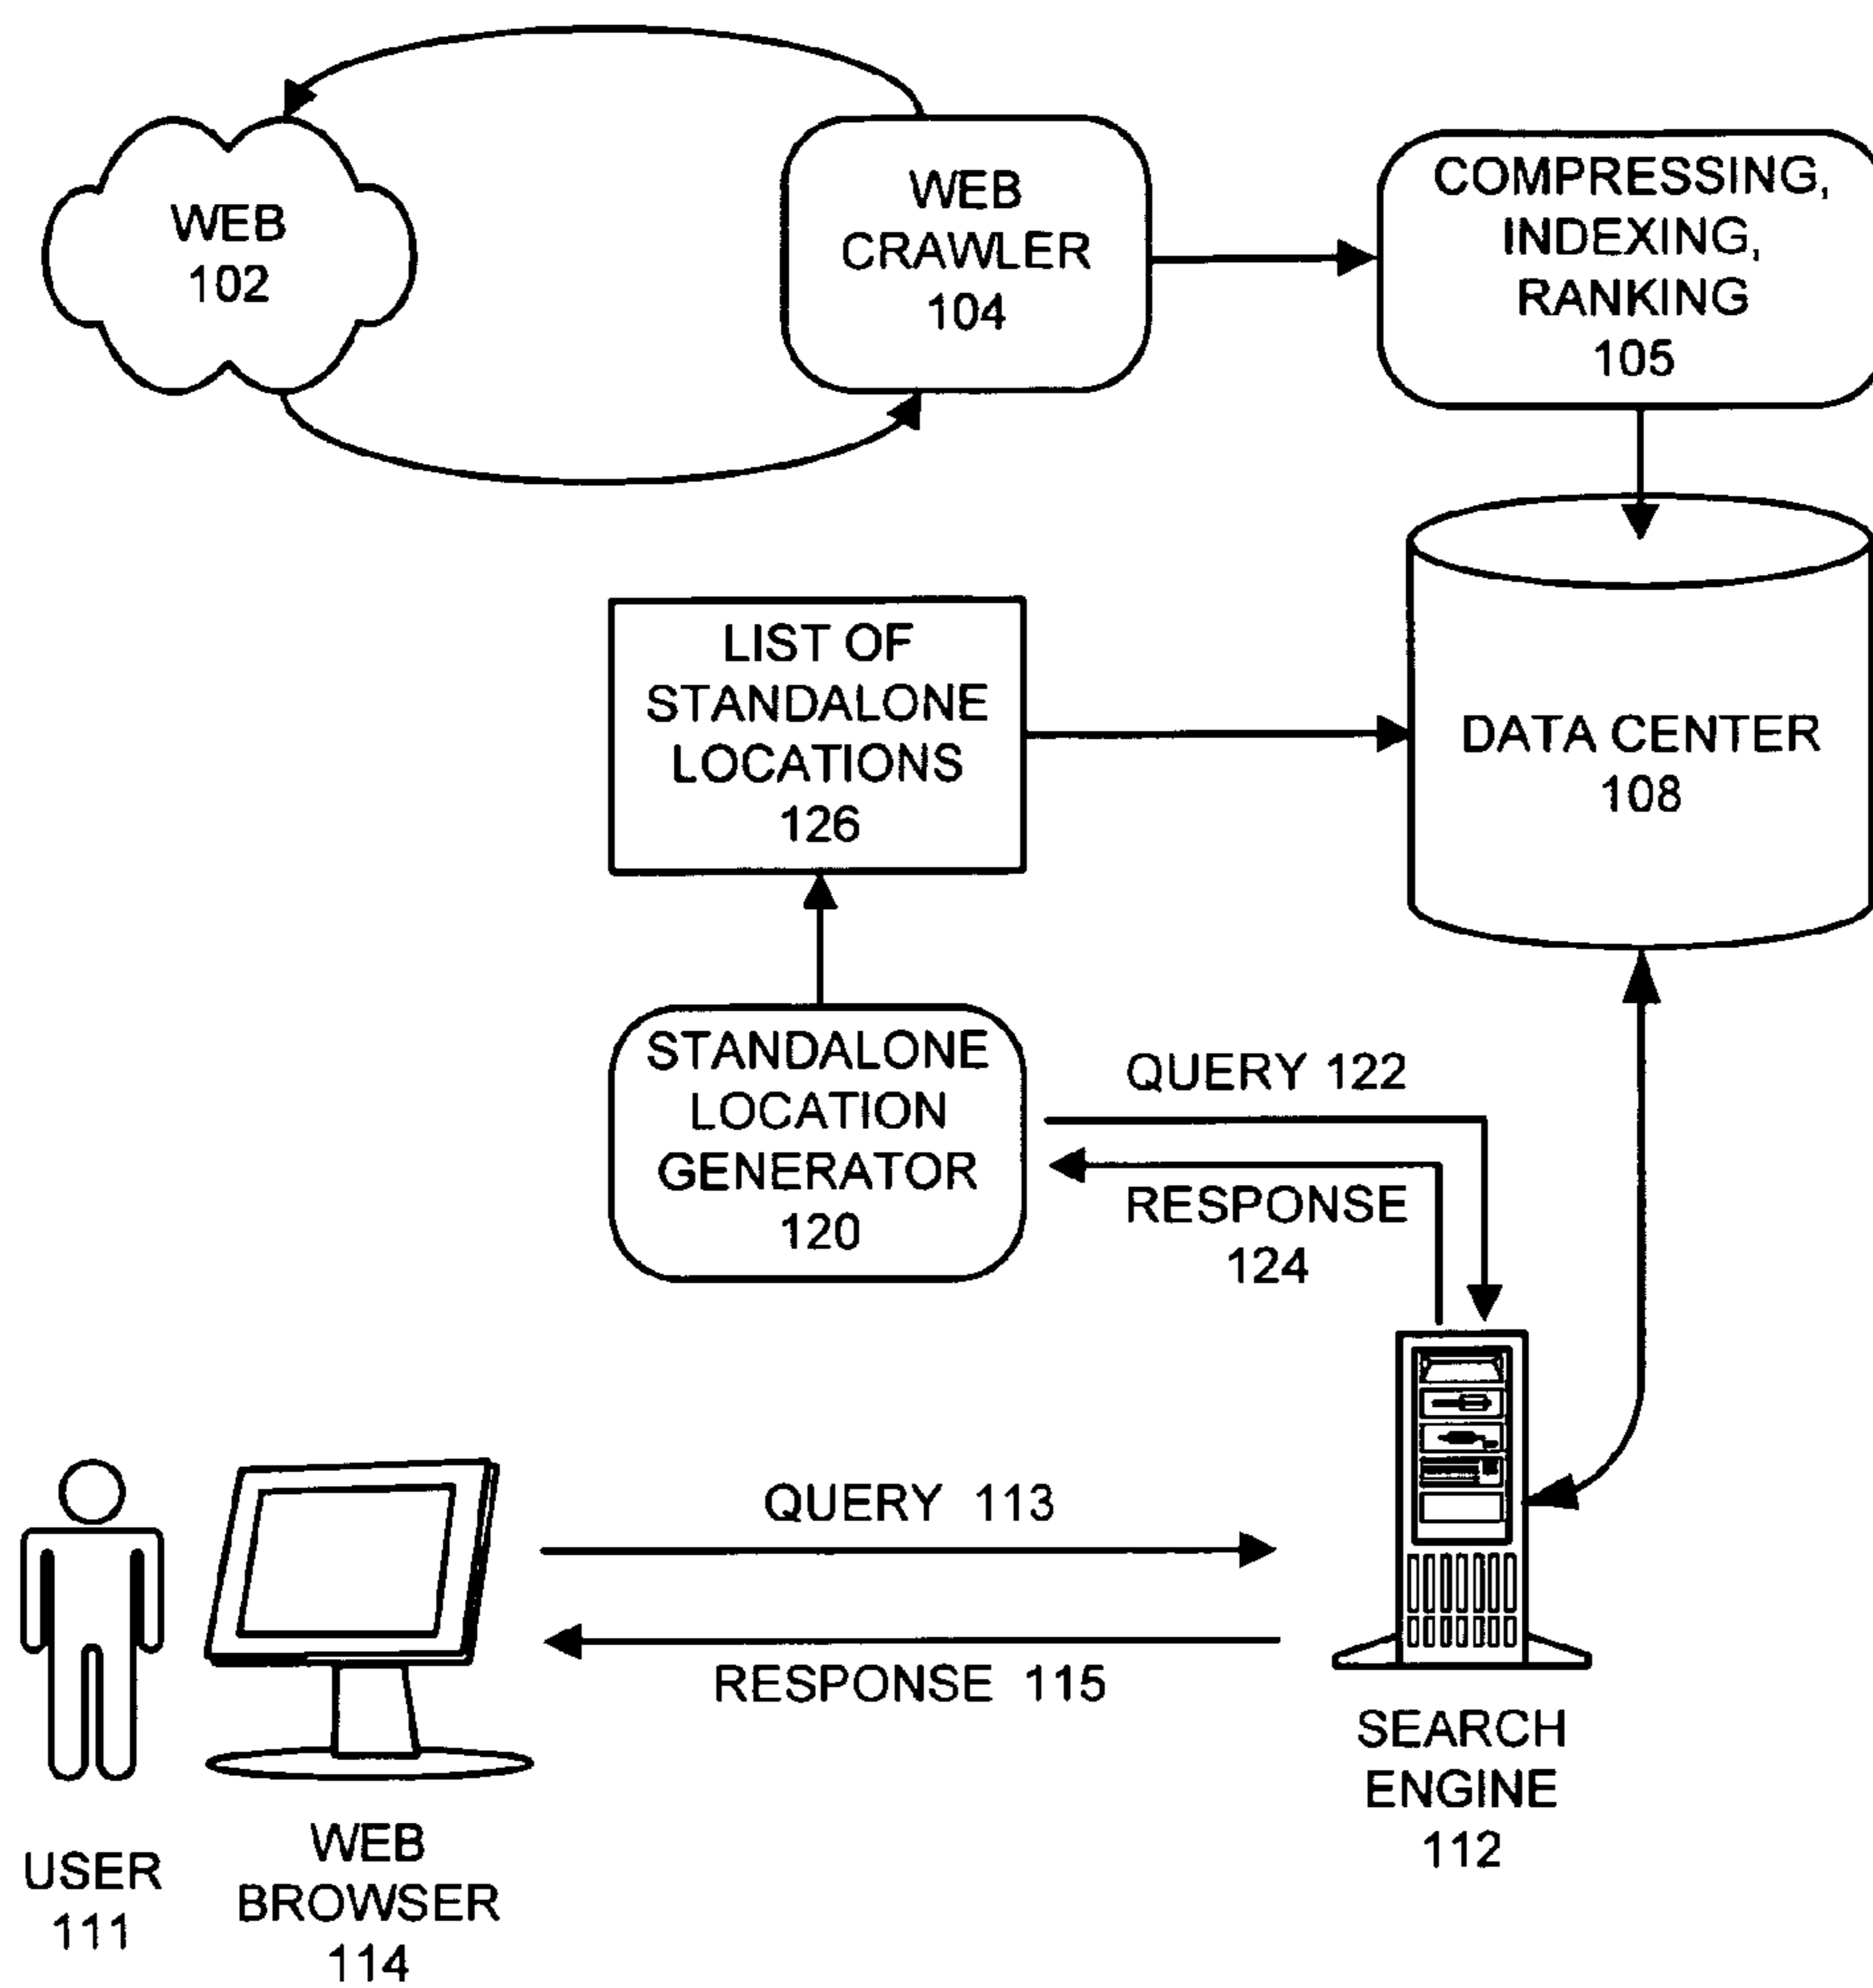 WEB
102
WEB
CRAWLER
104
COMPRESSING,
INDEXING,
RANKING
105
LIST OF
STANDALONE
LOCATIONS
126
DATA CENTER
108
STANDALONE
LOCATION
GENERATOR
120
QUERY 122
RESPONSE
124
QUERY 113
RESPONSE 115
SEARCH
ENGINE
112
USER
111
WEB
BROWSER
114